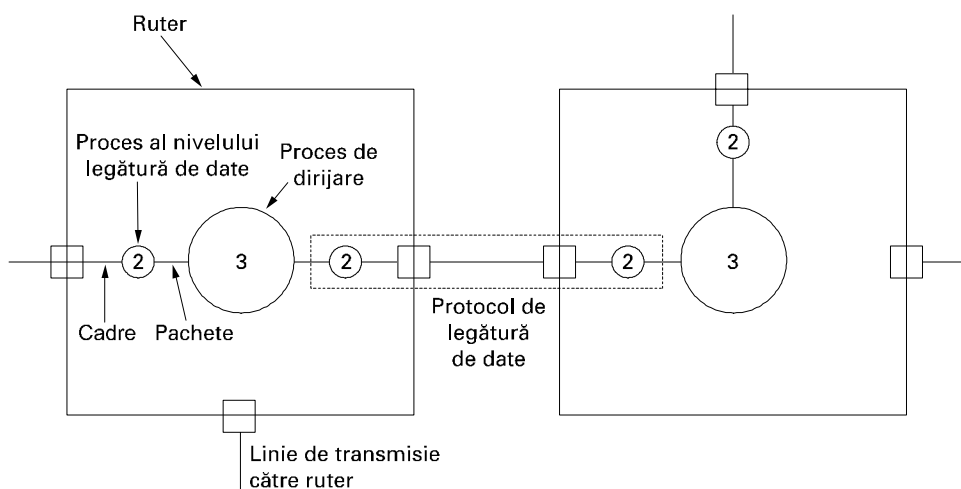 Ruter
Proces al nivelului
legătură de date
Proces de
dirijare
2
2
3
2
2
3
Cadre
Pachete
Protocol de
legătură
de date
Linie de transmisie
către ruter